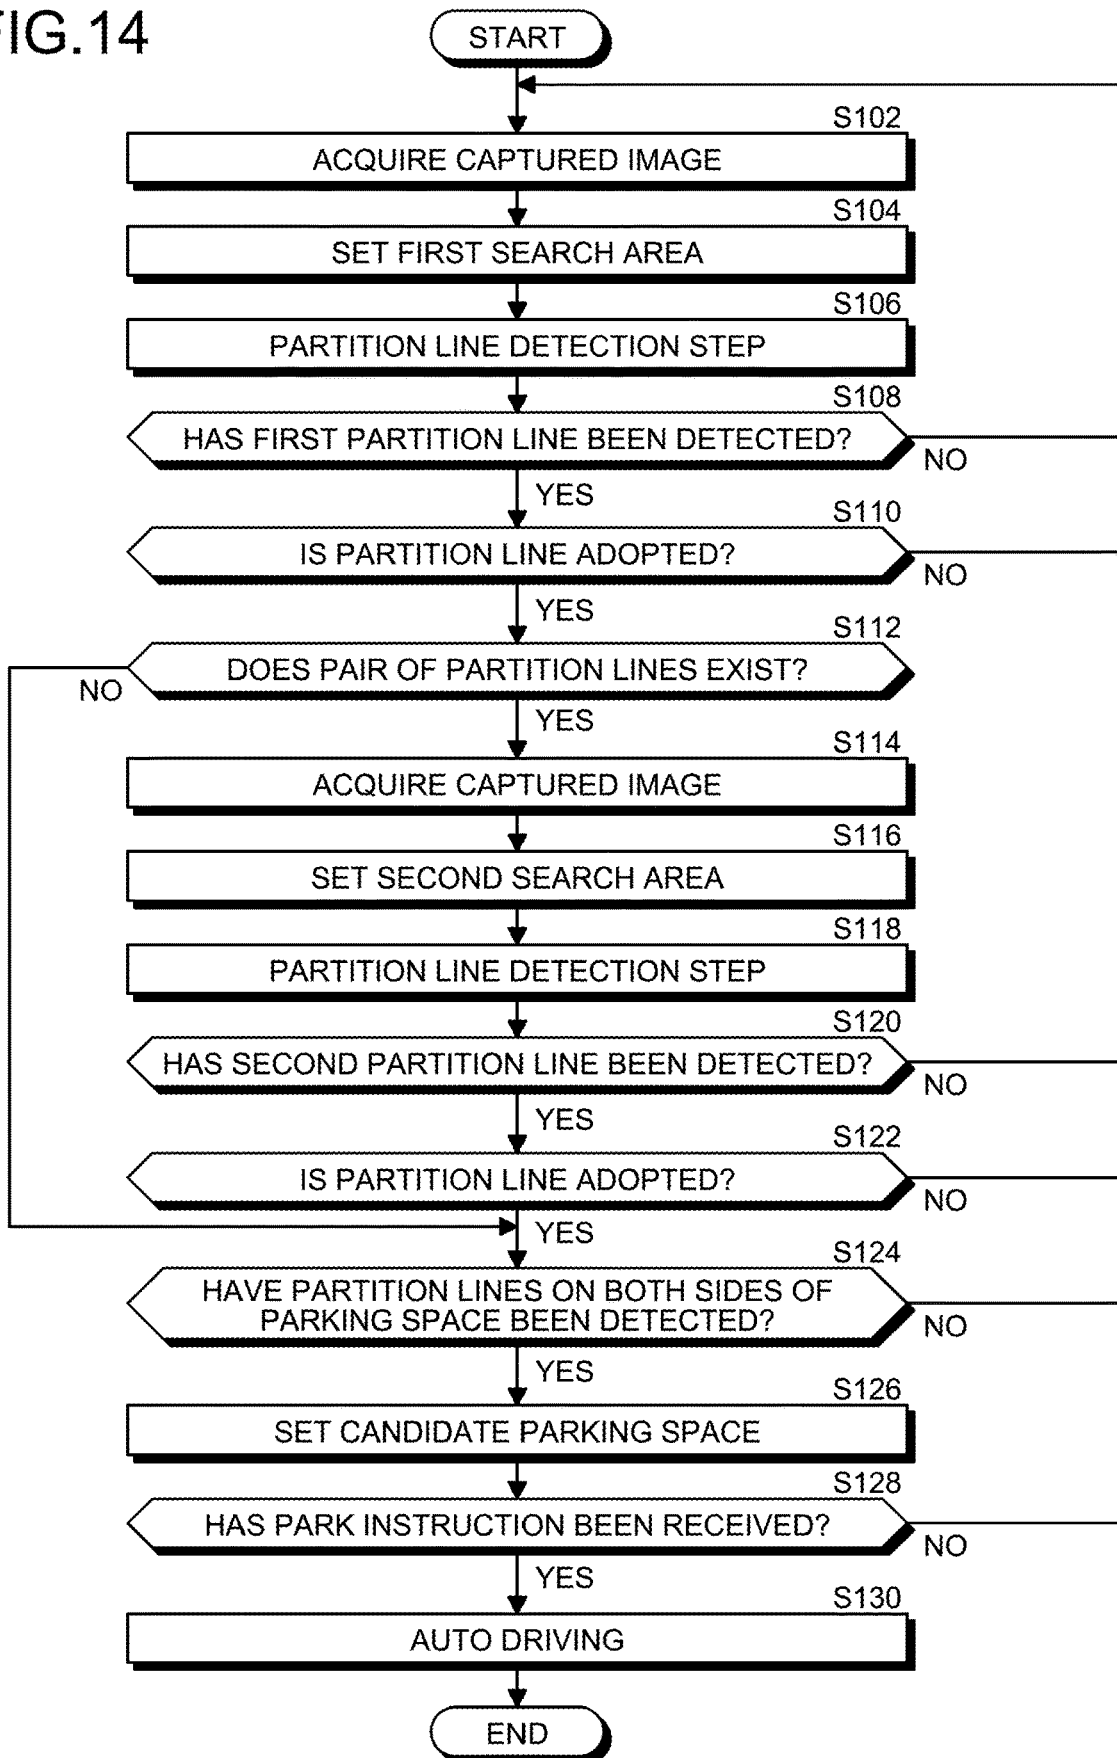 FIG.14
START
S102
ACQUIRE CAPTURED IMAGE
S104
SET FIRST SEARCH AREA
S106
PARTITION LINE DETECTION STEP
S108
HAS FIRST PARTITION LINE BEEN DETECTED?
NO
YES
S110
IS PARTITION LINE ADOPTED?
NO
YES
S112
DOES PAIR OF PARTITION LINES EXIST?
NO
YES
S114
ACQUIRE CAPTURED IMAGE
S116
SET SECOND SEARCH AREA
S118
PARTITION LINE DETECTION STEP
S120
HAS SECOND PARTITION LINE BEEN DETECTED?
NO
YES
S122
IS PARTITION LINE ADOPTED?
NO
YES
S124
HAVE PARTITION LINES ON BOTH SIDES OF
PARKING SPACE BEEN DETECTED?
NO
YES
S126
SET CANDIDATE PARKING SPACE
S128
HAS PARK INSTRUCTION BEEN RECEIVED?
NO
YES
S130
AUTO DRIVING
END